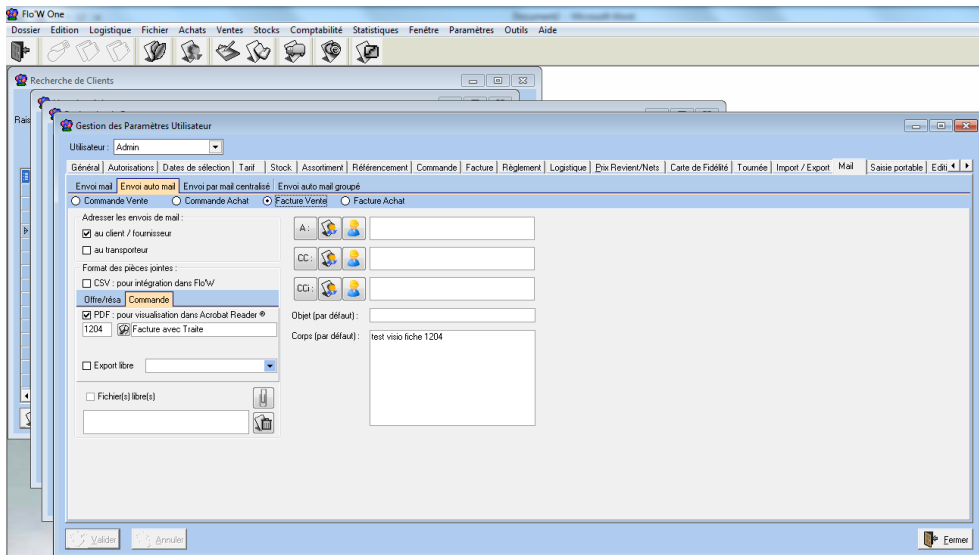 Flo'W One
Dossier Edition Logistique Fichier Achats Ventes Stocks Comptabilité Statistiques Fenêtre Paramètres Outils Aide
Recherche de Clients
Rais
Gestion des Paramètres Utilisateur
Utilisateur : Admin
Général Autorisations Dates de sélection Tarif Stock Assortiment Référencement Commande Facture Règlement Logistique Prix Revient/Nets Carte de Fidélité Tournée Import / Export Mail Saisie portable Editi
Envoi mail Envoi auto mail Envoi par mail centralisé Envoi auto mail groupé
Commande Vente Commande Achat Facture Vente Facture Achat
Adresser les envois de mail :
au client / fournisseur
A :
au transporteur
CC :
Format des pièces jointes :
CSV : pour intégration dans Flo'W
CCi :
Offre/résa Commande
PDF : pour visualisation dans Acrobat Reader ®
Objet (par défaut) :
1204 Facture avec Traite
Corps (par défaut) : test visio fiche 1204
Export libre
Fichier(s) libre(s)
Valider Annuler Fermer